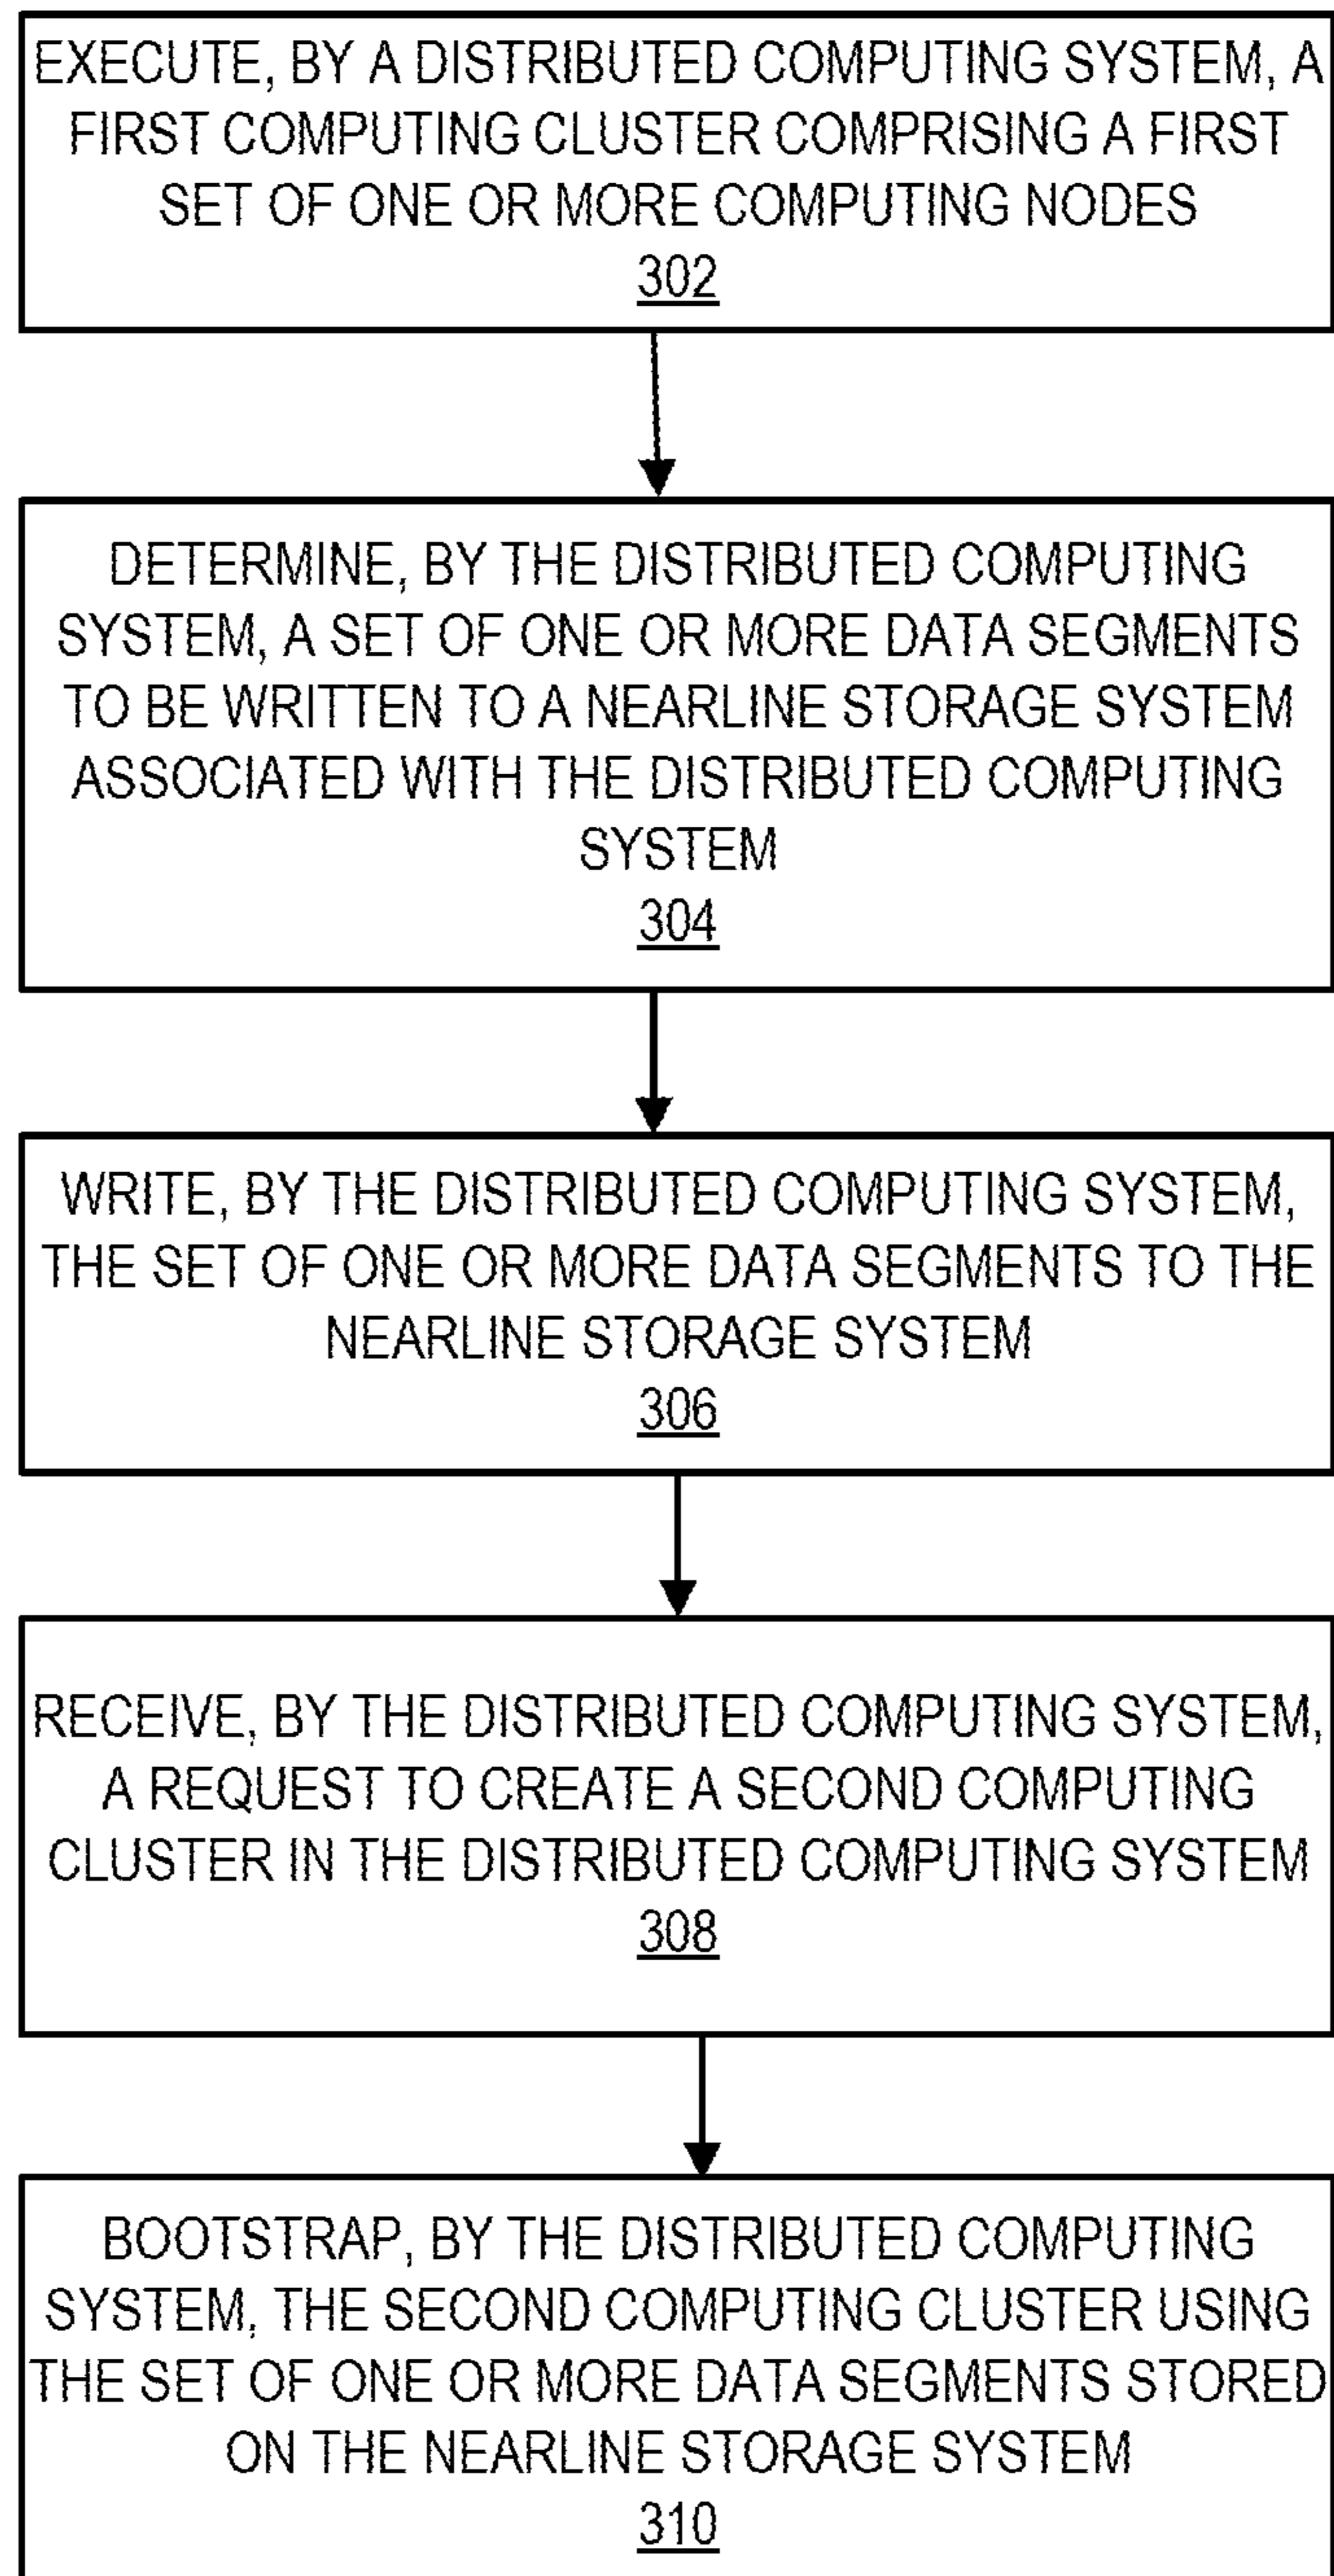 EXECUTE, BY A DISTRIBUTED COMPUTING SYSTEM, A
FIRST COMPUTING CLUSTER COMPRISING A FIRST
SET OF ONE OR MORE COMPUTING NODES
302
DETERMINE, BY THE DISTRIBUTED COMPUTING
SYSTEM, A SET OF ONE OR MORE DATA SEGMENTS
TO BE WRITTEN TO A NEARLINE STORAGE SYSTEM
ASSOCIATED WITH THE DISTRIBUTED COMPUTING
SYSTEM
304
WRITE, BY THE DISTRIBUTED COMPUTING SYSTEM,
THE SET OF ONE OR MORE DATA SEGMENTS TO THE
NEARLINE STORAGE SYSTEM
306
RECEIVE, BY THE DISTRIBUTED COMPUTING SYSTEM,
A REQUEST TO CREATE A SECOND COMPUTING
CLUSTER IN THE DISTRIBUTED COMPUTING SYSTEM
308
BOOTSTRAP, BY THE DISTRIBUTED COMPUTING
SYSTEM, THE SECOND COMPUTING CLUSTER USING
THE SET OF ONE OR MORE DATA SEGMENTS STORED
ON THE NEARLINE STORAGE SYSTEM
310